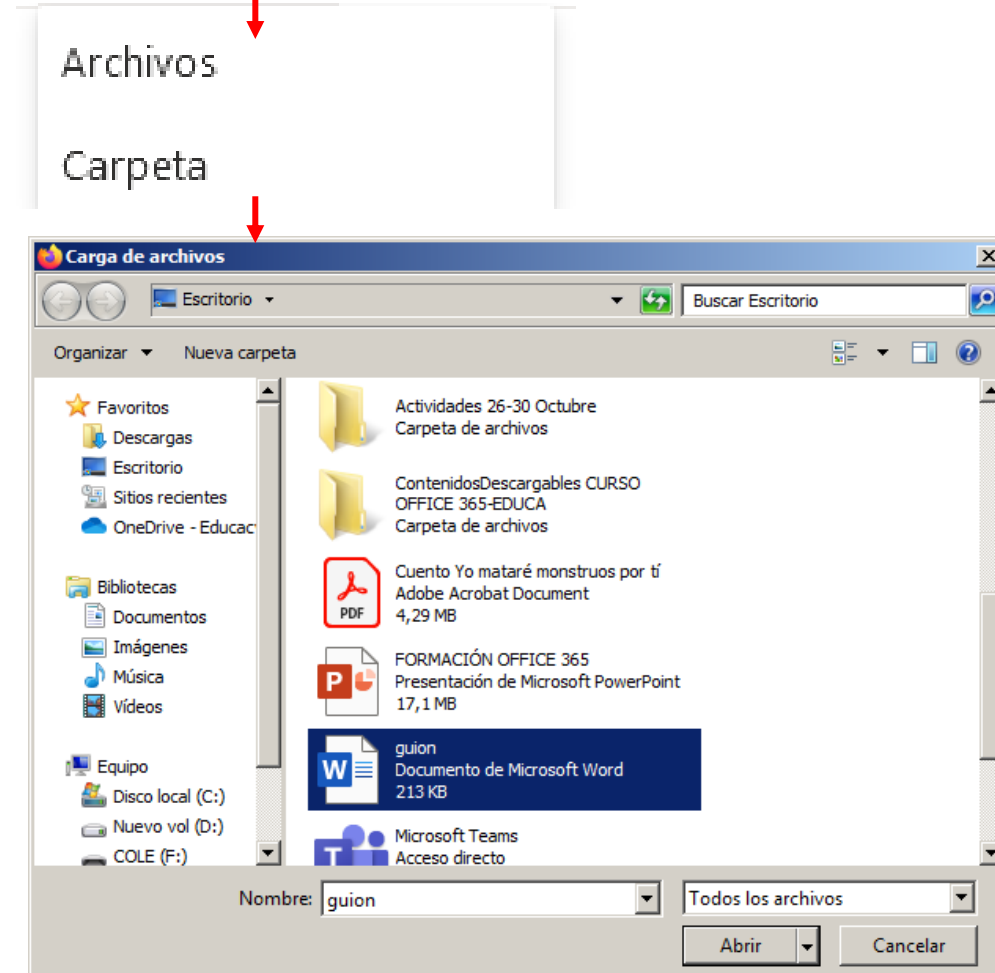 Archivos
Carpeta
Carga de archivos
Escritorio
Buscar Escritorio
Organizar
Nueva carpeta
Favoritos
Descargas
Escritorio
Sitios recientes
OneDrive - Educac
Bibliotecas
Documentos
Imágenes
Música
Vídeos
Equipo
Disco local (C:)
Nuevo vol (D:)
COLE (F:)
Actividades 26-30 Octubre
Carpeta de archivos
ContenidosDescargables CURSO
OFFICE 365-EDUCA
Carpeta de archivos
PDF
Cuento Yo mataré monstruos por tí
Adobe Acrobat Document
4,29 MB
P
FORMACIÓN OFFICE 365
Presentación de Microsoft PowerPoint
17,1 MB
W
guion
Documento de Microsoft Word
213 KB
T
Microsoft Teams
Acceso directo
Nombre: guion
Todos los archivos
Abrir
Cancelar